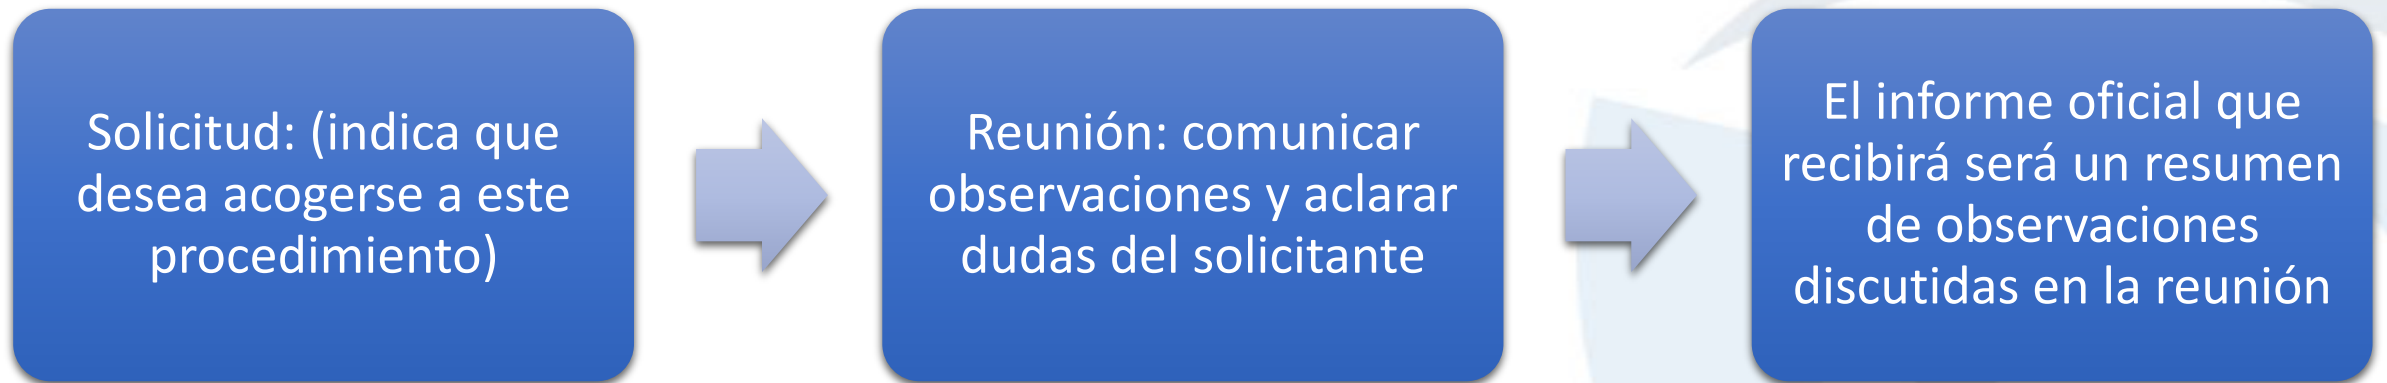 Solicitud: (indica que
desea acogerse a este
procedimiento)
Reunión: comunicar
observaciones y aclarar
dudas del solicitante
El informe oficial que
recibirá será un resumen
de observaciones
discutidas en la reunión